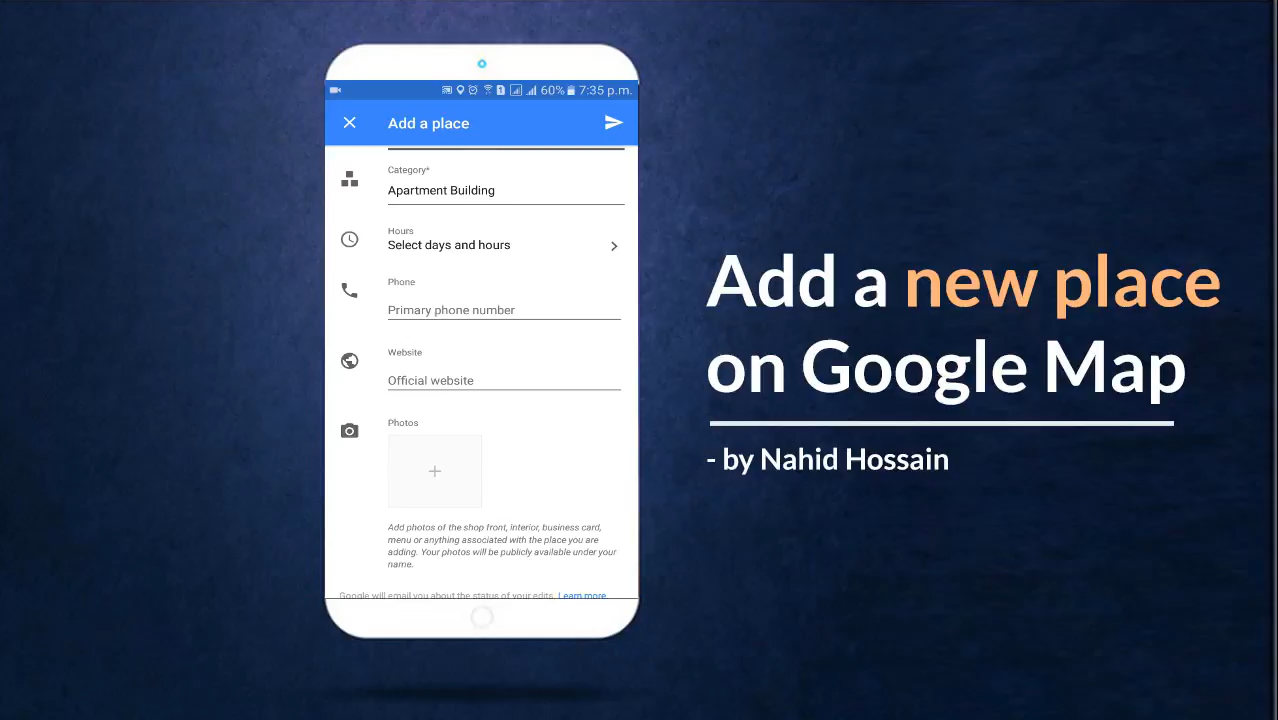 60% 7:35 p.m.
Add a place
Category*
Apartment Building
Hours
Select days and hours
Phone
Primary phone number
Website
Official website
Photos
Add photos of the shop front, interior, business card,
menu or anything associated with the place you are
adding. Your photos will be publicly available under your
name.
Google will email you about the status of your edits. Learn more
Add a new place
on Google Map
- by Nahid Hossain